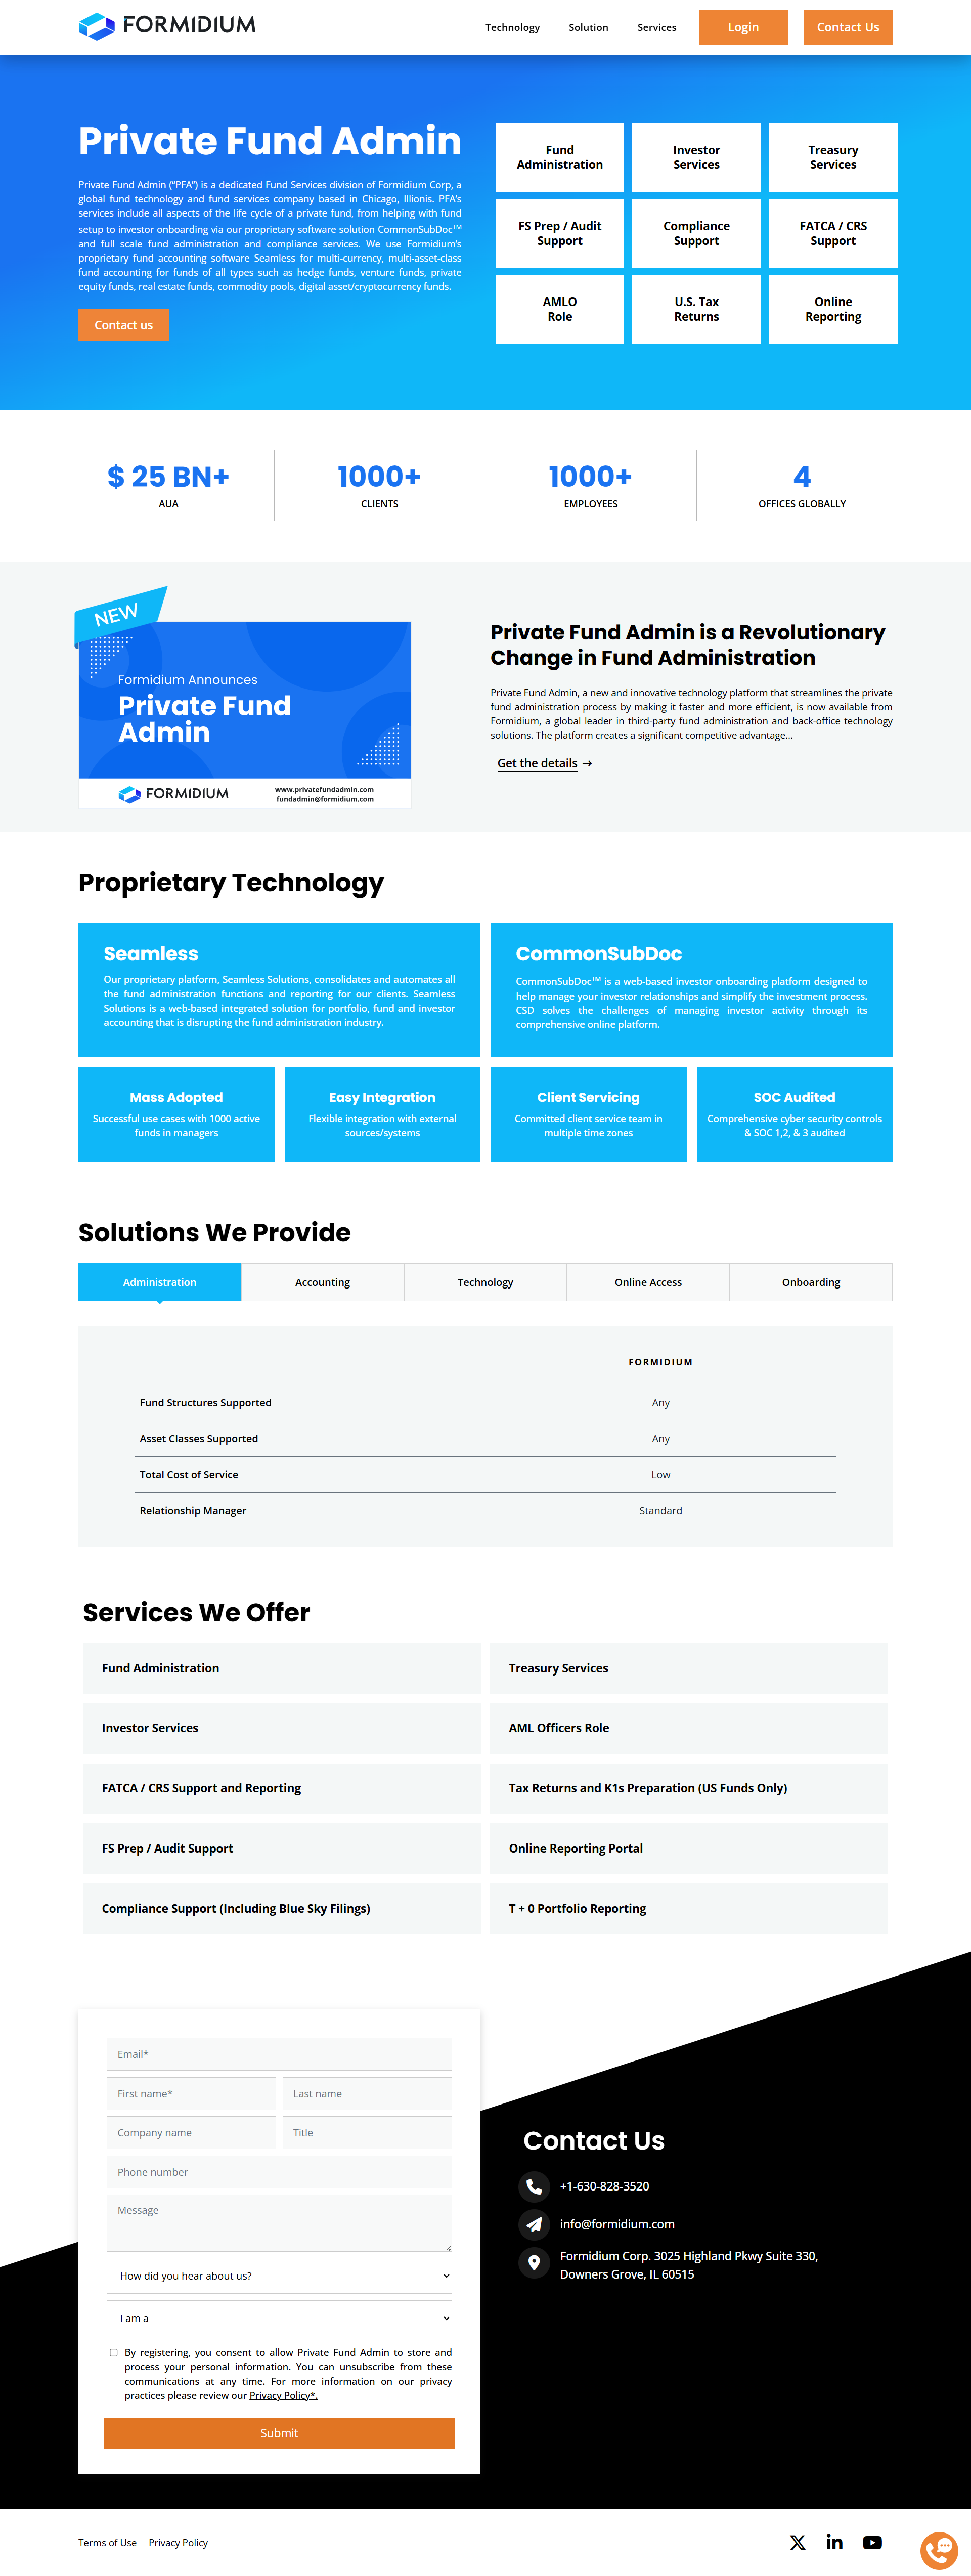 FORMIDIUM
Technology
Solution
Services
Login
Contact Us
Private Fund Admin
Private Fund Admin (“PFA”) is a dedicated Fund Services division of Formidium Corp, a
global fund technology and fund services company based in Chicago, Illionis. PFA’s
services include all aspects of the life cycle of a private fund, from helping with fund
setup to investor onboarding via our proprietary software solution CommonSubDoc™
and full scale fund administration and compliance services. We use Formidium’s
proprietary fund accounting software Seamless for multi-currency, multi-asset-class
fund accounting for funds of all types such as hedge funds, venture funds, private
equity funds, real estate funds, commodity pools, digital asset/cryptocurrency funds.
Contact us
Fund
Administration
Investor
Services
Treasury
Services
FS Prep / Audit
Support
Compliance
Support
FATCA / CRS
Support
AMLO
Role
U.S. Tax
Returns
Online
Reporting
$ 25 BN+
AUA
1000+
CLIENTS
1000+
EMPLOYEES
4
OFFICES GLOBALLY
NEW
Formidium Announces
Private Fund
Admin
FORMIDIUM
www.privatefundadmin.com
fundadmin@formidium.com
Private Fund Admin is a Revolutionary
Change in Fund Administration
Private Fund Admin, a new and innovative technology platform that streamlines the private
fund administration process by making it faster and more efficient, is now available from
Formidium, a global leader in third-party fund administration and back-office technology
solutions. The platform creates a significant competitive advantage...
Get the details →
Proprietary Technology
Seamless
Our proprietary platform, Seamless Solutions, consolidates and automates all
the fund administration functions and reporting for our clients. Seamless
Solutions is a web-based integrated solution for portfolio, fund and investor
accounting that is disrupting the fund administration industry.
CommonSubDoc
CommonSubDoc™ is a web-based investor onboarding platform designed to
help manage your investor relationships and simplify the investment process.
CSD solves the challenges of managing investor activity through its
comprehensive online platform.
Mass Adopted
Successful use cases with 1000 active
funds in managers
Easy Integration
Flexible integration with external
sources/systems
Client Servicing
Committed client service team in
multiple time zones
SOC Audited
Comprehensive cyber security controls
& SOC 1,2, & 3 audited
Solutions We Provide
Administration
Accounting
Technology
Online Access
Onboarding
FORMIDIUM
Fund Structures Supported
Any
Asset Classes Supported
Any
Total Cost of Service
Low
Relationship Manager
Standard
Services We Offer
Fund Administration
Treasury Services
Investor Services
AML Officers Role
FATCA / CRS Support and Reporting
Tax Returns and K1s Preparation (US Funds Only)
FS Prep / Audit Support
Online Reporting Portal
Compliance Support (Including Blue Sky Filings)
T + 0 Portfolio Reporting
Email*
First name*
Last name
Company name
Title
Phone number
Message
How did you hear about us?
I am a
By registering, you consent to allow Private Fund Admin to store and
process your personal information. You can unsubscribe from these
communications at any time. For more information on our privacy
practices please review our Privacy Policy*.
Submit
Contact Us
+1-630-828-3520
info@formidium.com
Formidium Corp. 3025 Highland Pkwy Suite 330,
Downers Grove, IL 60515
Terms of Use
Privacy Policy